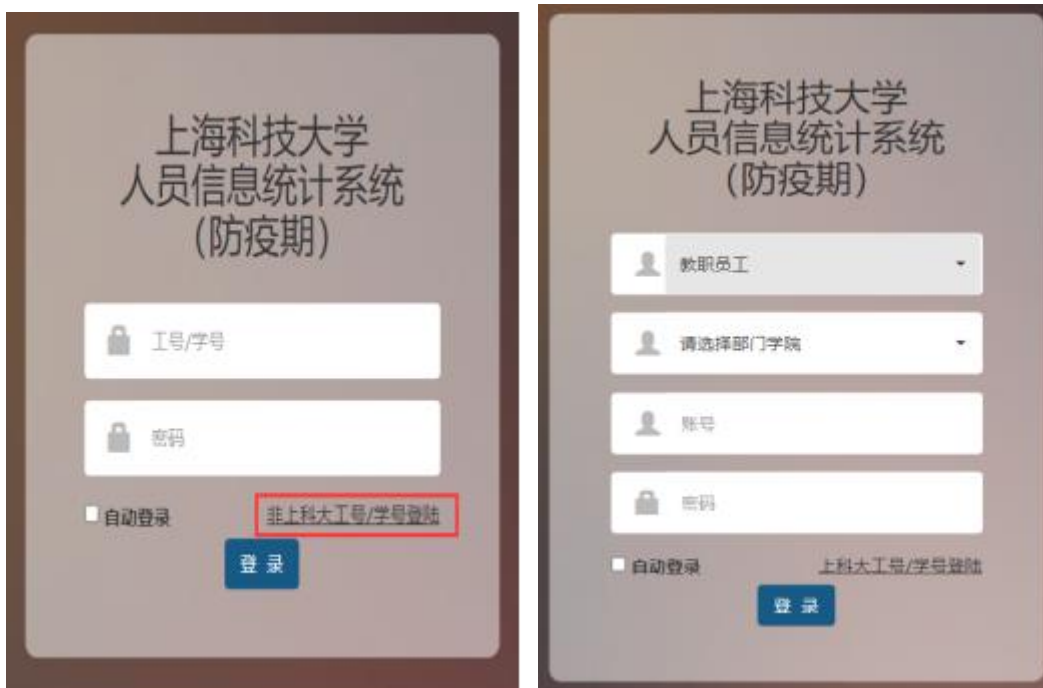 上海科技大学
人员信息统计系统
（防疫期）
工号/学号
密码
自动登录
非上科大工号/学号登陆
登 录
上海科技大学
人员信息统计系统
（防疫期）
教职员工
请选择部门学院
账号
密码
自动登录
上科大工号/学号登陆
登 录